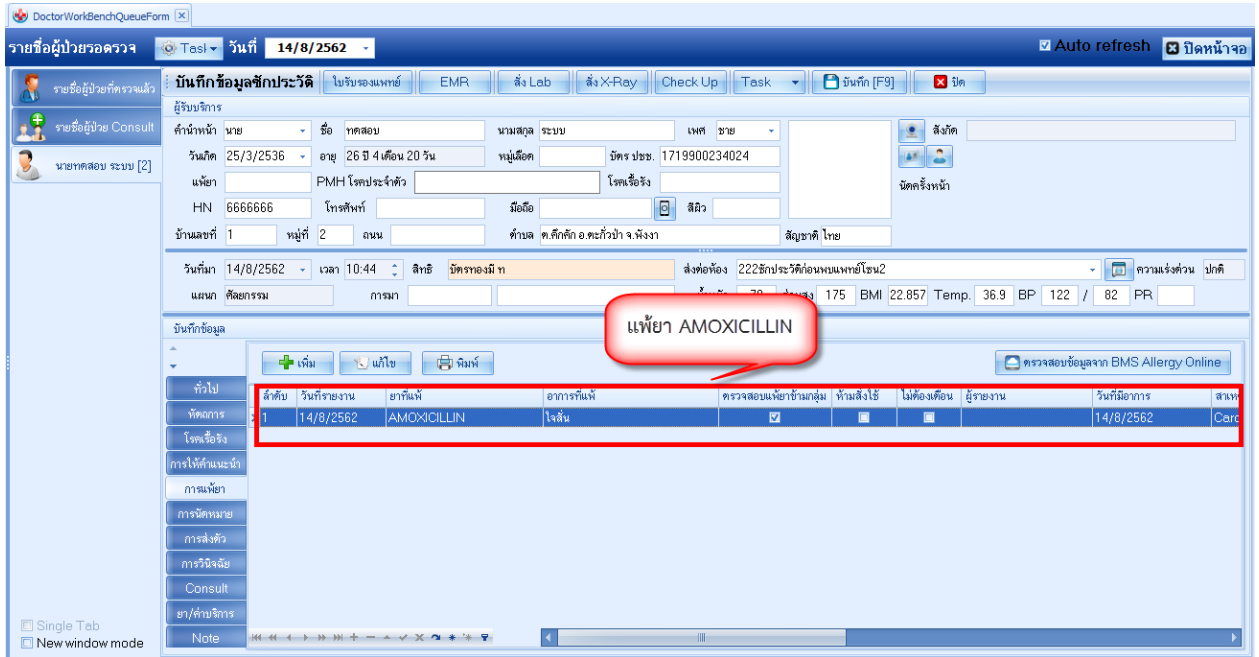 DoctorWorkBenchQueueForm
รายชื่อผู้ป่วยรอตรวจ Task วันที่ 14/8/2562 Auto refresh ปิดหน้าจอ
รายชื่อผู้ป่วยที่ตรวจแล้ว
รายชื่อผู้ป่วย Consult
นายทดสอบ ระบบ [2]
บันทึกข้อมูลซักประวัติ ใบรับรองแพทย์ EMR สั่ง Lab สั่ง X-Ray Check Up Task บันทึก [F9] ปิด
ผู้รับบริการ
คำนำหน้า นาย ชื่อ ทดสอบ นามสกุล ระบบ เพศ ชาย สังกัด
วันเกิด 25/3/2536 อายุ 26 ปี 4 เดือน 20 วัน หมู่เลือด บัตร ปชช. 1719900234024
แพ้ยา PMH โรคประจำตัว โรคเรื้อรัง นัดครั้งหน้า
HN 6666666 โทรศัพท์ มือถือ สีผิว
บ้านเลขที่ 1 หมู่ที่ 2 ถนน ตำบล ต.คึกคัก อ.ตะกั่วป่า จ.พังงา สัญชาติ ไทย
วันที่มา 14/8/2562 เวลา 10:44 สิทธิ บัตรทองมี ท ส่งต่อห้อง 222ซักประวัติก่อนพบแพทย์โซน2 ความเร่งด่วน ปกติ
แผนก ศัลยกรรม การมา 175 BMI 22.857 Temp. 36.9 BP 122 / 82 PR
บันทึกข้อมูล
แพ้ยา AMOXICILLIN
เพิ่ม แก้ไข พิมพ์ ตรวจสอบข้อมูลจาก BMS Allergy Online
ลำดับ วันที่รายงาน ยาที่แพ้ อาการที่แพ้ ตรวจสอบแพ้ยาข้ามกลุ่ม ห้ามสั่งใช้ ไม่ต้องเตือน ผู้รายงาน วันที่มีอาการ สาเห
1 14/8/2562 AMOXICILLIN ใจสั่น 14/8/2562 Card
ทั่วไป
หัตถการ
โรคเรื้อรัง
การให้คำแนะนำ
การแพ้ยา
การนัดหมาย
การส่งตัว
การวินิจฉัย
Consult
ยา/ค่าบริการ
Note
Single Tab
New window mode